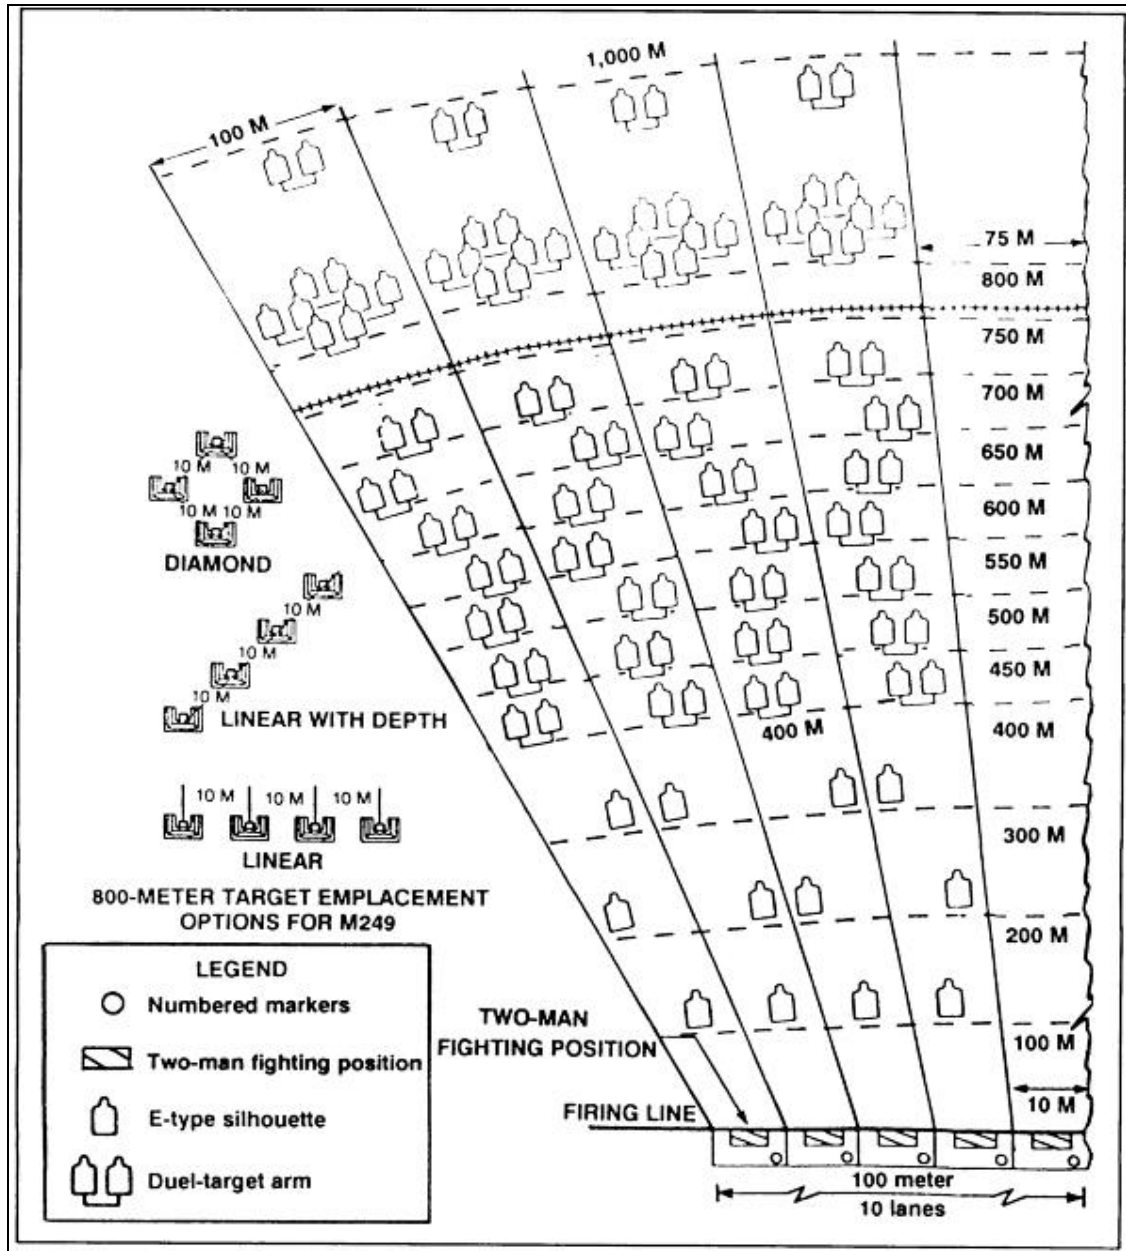 1,000 M
100 M
75 M
800 M
750 M
700 M
650 M
600 M
550 M
500 M
450 M
400 M
400 M
300 M
200 M
100 M
10 M
10 M 10 M
10 M 10 M
DIAMOND
10 M
10 M
10 M
LINEAR WITH DEPTH
10 M 10 M 10 M
LINEAR
800-METER TARGET EMPLACEMENT
OPTIONS FOR M249
LEGEND
Numbered markers
Two-man fighting position
E-type silhouette
Duel-target arm
TWO-MAN
FIGHTING POSITION
FIRING LINE
100 meter
10 lanes